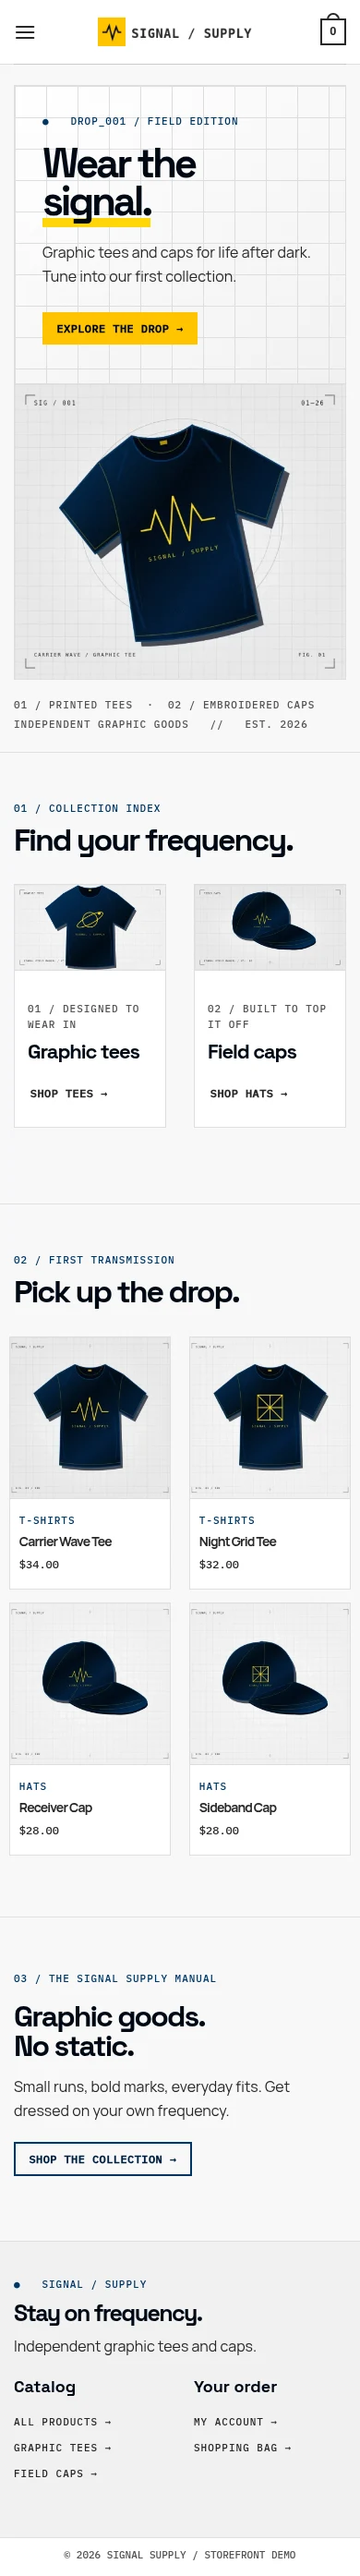 SIGNAL / SUPPLY
0
DROP_001 / FIELD EDITION
Wear the
signal.
Graphic tees and caps for life after dark.
Tune into our first collection.
EXPLORE THE DROP →
SIG / 001
01—26
SIGNAL / SUPPLY
CARRIER WAVE / GRAPHIC TEE
FIG. 01
01 / PRINTED TEES · 02 / EMBROIDERED CAPS
INDEPENDENT GRAPHIC GOODS // EST. 2026
01 / COLLECTION INDEX
Find your frequency.
01 / DESIGNED TO
WEAR IN
Graphic tees
SHOP TEES →
02 / BUILT TO TOP
IT OFF
Field caps
SHOP HATS →
02 / FIRST TRANSMISSION
Pick up the drop.
T-SHIRTS
Carrier Wave Tee
$34.00
T-SHIRTS
Night Grid Tee
$32.00
HATS
Receiver Cap
$28.00
HATS
Sideband Cap
$28.00
03 / THE SIGNAL SUPPLY MANUAL
Graphic goods.
No static.
Small runs, bold marks, everyday fits. Get
dressed on your own frequency.
SHOP THE COLLECTION →
SIGNAL / SUPPLY
Stay on frequency.
Independent graphic tees and caps.
Catalog
ALL PRODUCTS →
GRAPHIC TEES →
FIELD CAPS →
Your order
MY ACCOUNT →
SHOPPING BAG →
© 2026 SIGNAL SUPPLY / STOREFRONT DEMO